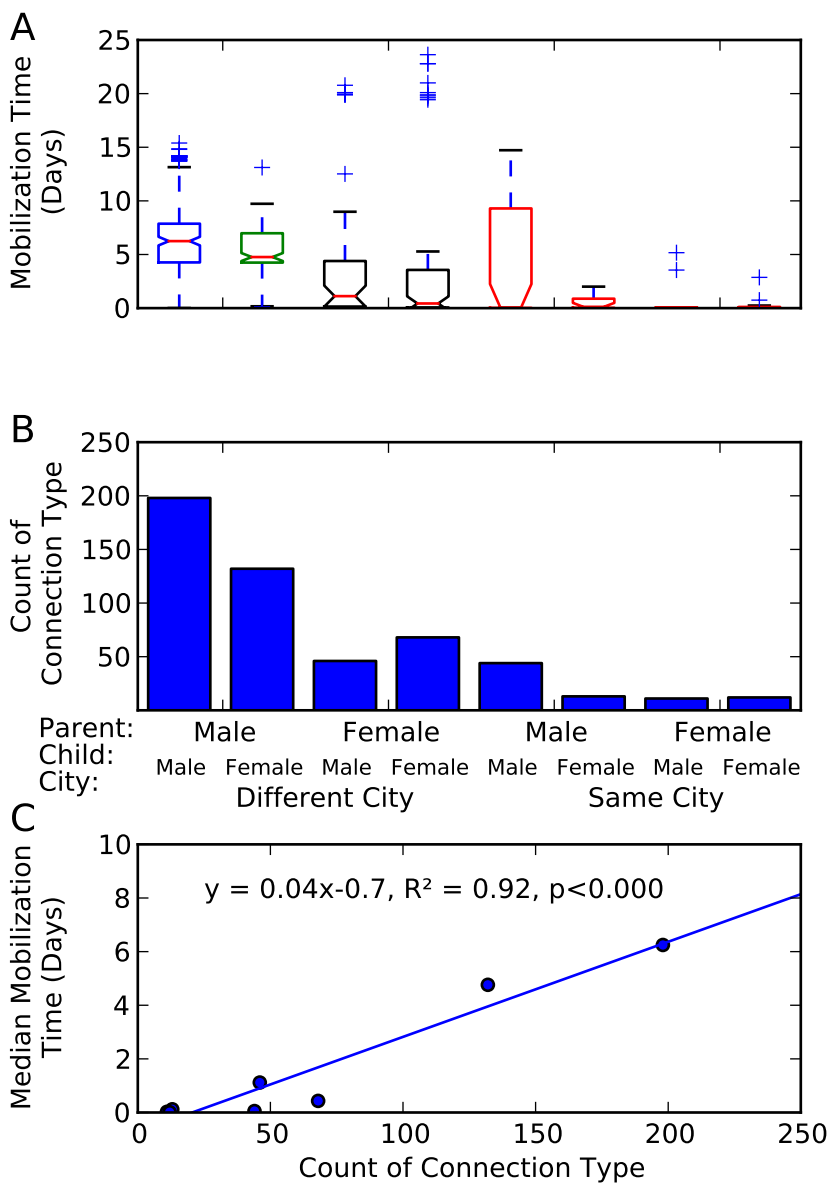 A
Mobilization Time
(Days)
25
20
15
10
5
0
B
Count of
Connection Type
250
200
150
100
50
Parent: Male Female Male Female
Child: Male Female Male Female Male Female Male Female
City: Different City Same City
C
Median Mobilization
Time (Days)
10
8
6
4
2
0
y = 0.04x-0.7, R² = 0.92, p<0.000
0 50 100 150 200 250
Count of Connection Type